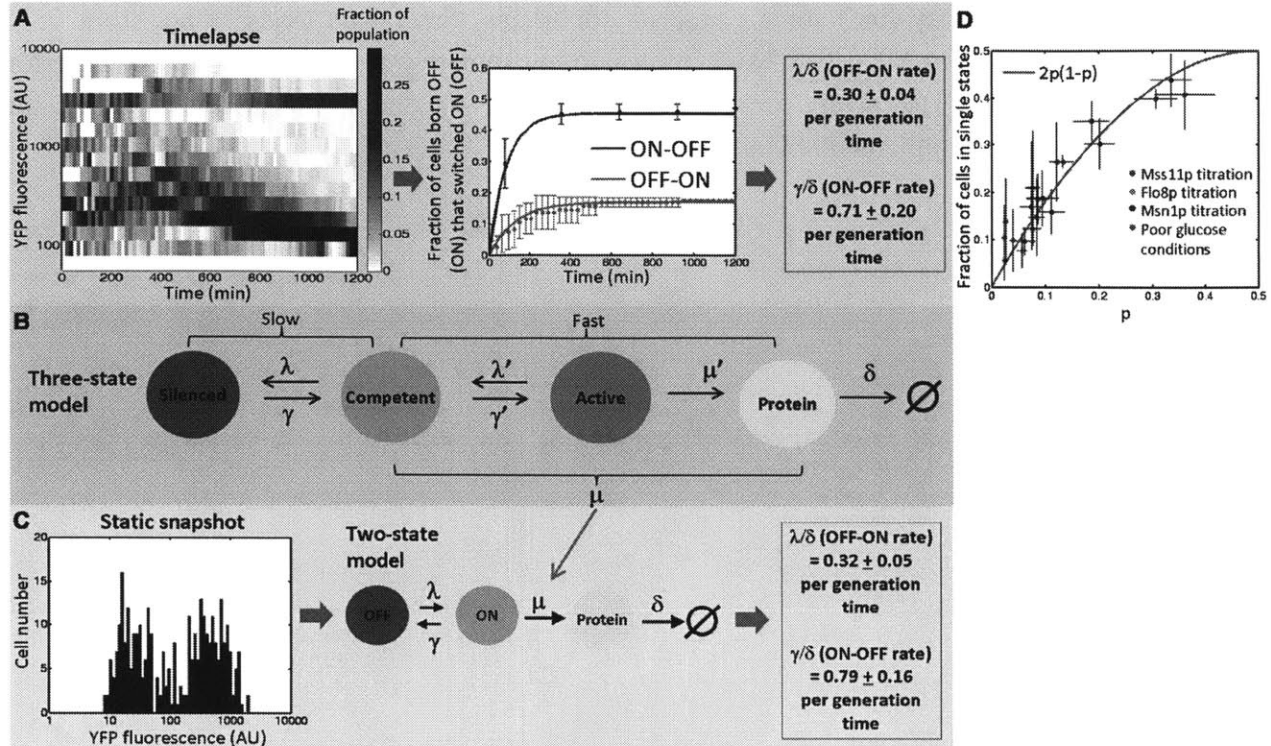 A
Timelapse
Fraction of
population
YFP fluorescence (AU)
10000
1000
100
0 200 400 600 800 1000 1200
Time (min)
0.25
0.2
0.15
0.1
0.05
0
Fraction of cells born OFF
(ON) that switched ON (OFF)
0.6
0.5
0.4
0.3
0.2
0.1
0
ON-OFF
OFF-ON
0 200 400 600 800 1000 1200
Time (min)
λ/δ (OFF-ON rate)
= 0.30 ± 0.04
per generation
time
γ/δ (ON-OFF rate)
= 0.71 ± 0.20
per generation
time
D
Fraction of cells in single states
0.5
0.4
0.3
0.2
0.1
0
2p(1-p)
Mss11p titration
Flo8p titration
Msn1p titration
Poor glucose
conditions
0 0.1 0.2 0.3 0.4 0.5
p
B
Slow
Fast
Three-state
model
Silenced
λ
γ
Competent
λ'
γ'
Active
μ'
Protein
δ
∅
μ
C
Static snapshot
Cell number
20
15
10
5
0
1 10 100 1000 10000
YFP fluorescence (AU)
Two-state
model
OFF
λ
γ
ON
μ
Protein
δ
∅
λ/δ (OFF-ON rate)
= 0.32 ± 0.05
per generation
time
γ/δ (ON-OFF rate)
= 0.79 ± 0.16
per generation
time